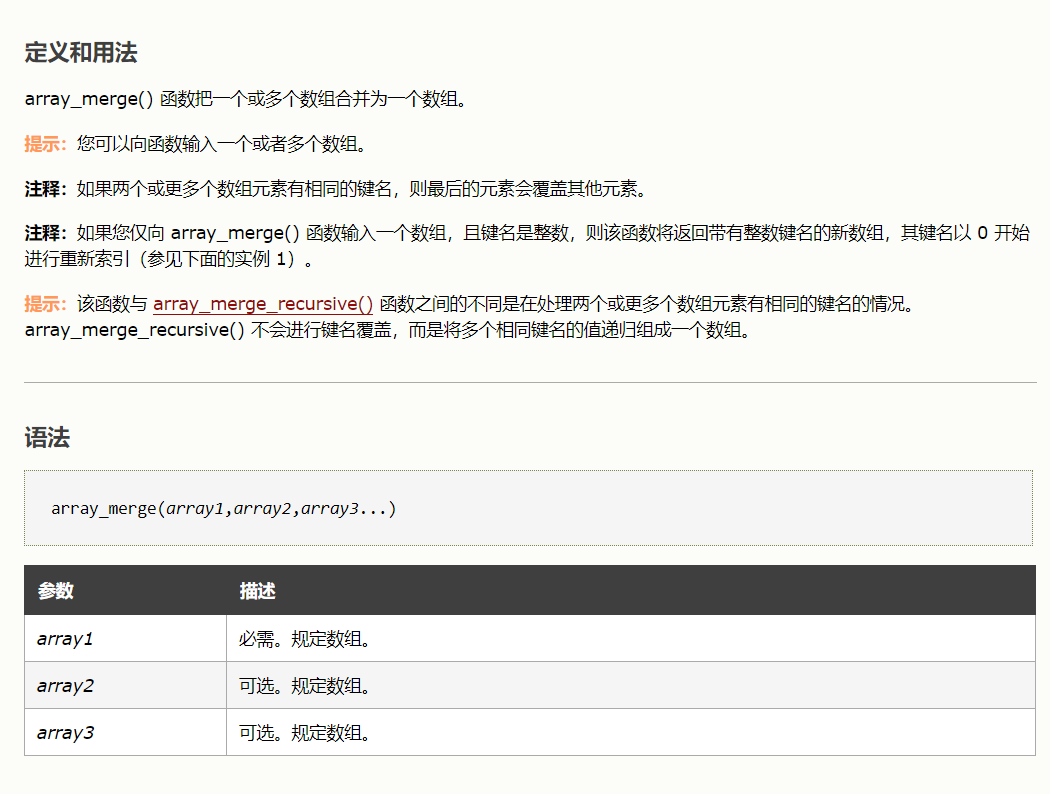 定义和用法
array_merge() 函数把一个或多个数组合并为一个数组。
提示：您可以向函数输入一个或者多个数组。
注释：如果两个或更多个数组元素有相同的键名，则最后的元素会覆盖其他元素。
注释：如果您仅向 array_merge() 函数输入一个数组，且键名是整数，则该函数将返回带有整数键名的新数组，其键名以 0 开始
进行重新索引（参见下面的实例 1）。
提示：该函数与 array_merge_recursive() 函数之间的不同是在处理两个或更多个数组元素有相同的键名的情况。
array_merge_recursive() 不会进行键名覆盖，而是将多个相同键名的值递归组成一个数组。
语法
array_merge(array1,array2,array3...)
参数 描述
array1 必需。规定数组。
array2 可选。规定数组。
array3 可选。规定数组。